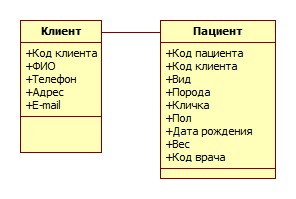 Клиент
+Код клиента
+ФИО
+Телефон
+Адрес
+E-mail
Пациент
+Код пациента
+Код клиента
+Вид
+Порода
+Кличка
+Пол
+Дата рождения
+Вес
+Код врача